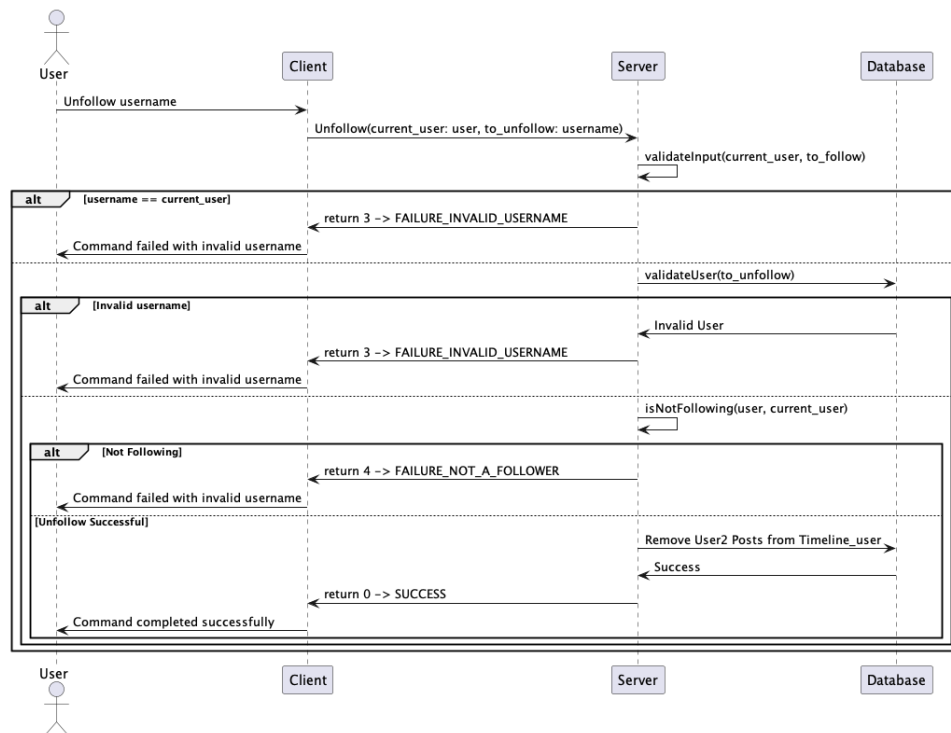 User
Client
Server
Database
Unfollow username
Unfollow(current_user: user, to_unfollow: username)
validateInput(current_user, to_follow)
alt
[username == current_user]
return 3 -> FAILURE_INVALID_USERNAME
Command failed with invalid username
validateUser(to_unfollow)
alt
[Invalid username]
Invalid User
return 3 -> FAILURE_INVALID_USERNAME
Command failed with invalid username
isNotFollowing(user, current_user)
alt
[Not Following]
return 4 -> FAILURE_NOT_A_FOLLOWER
Command failed with invalid username
[Unfollow Successful]
Remove User2 Posts from Timeline_user
Success
return 0 -> SUCCESS
Command completed successfully
User
Client
Server
Database